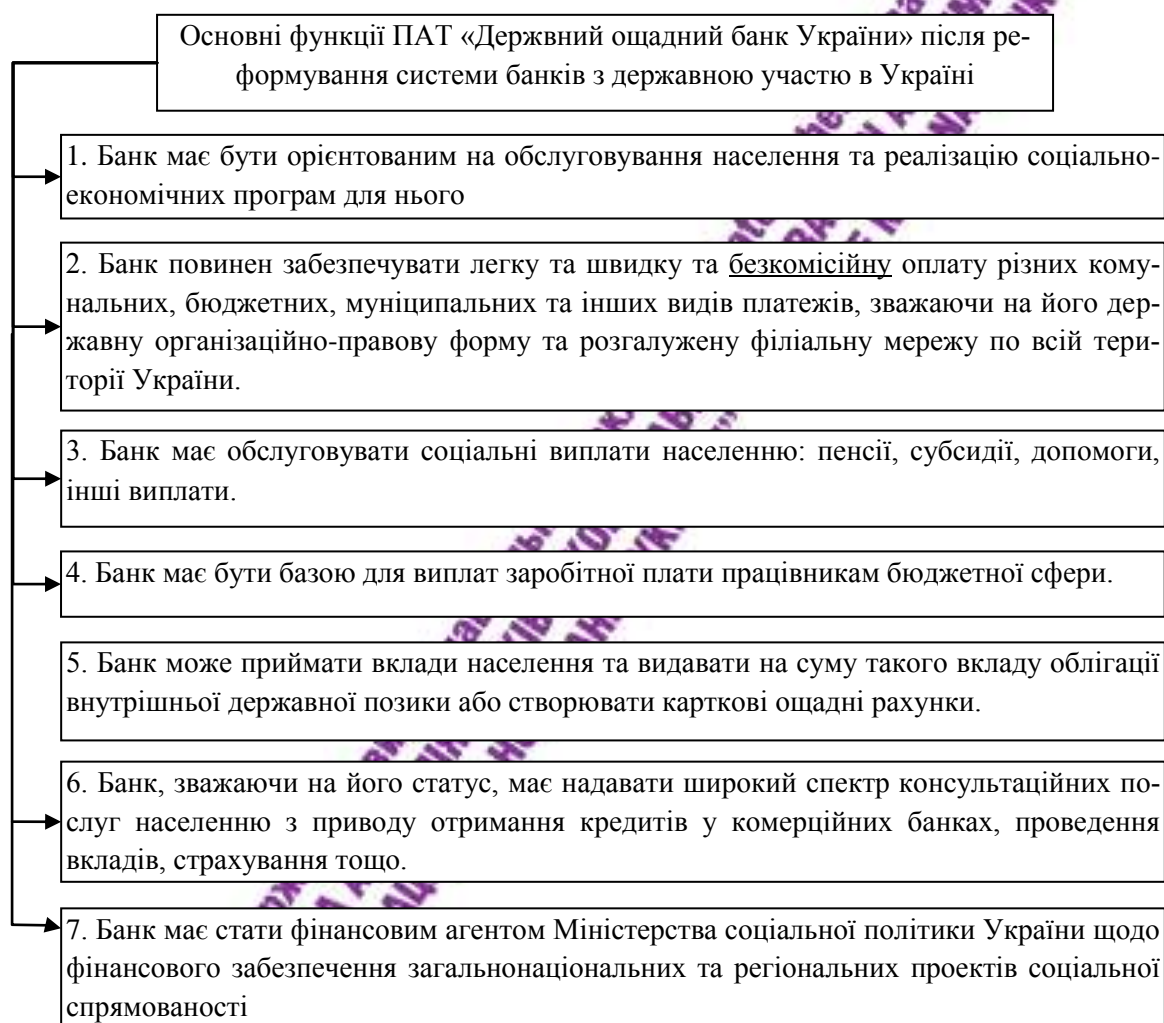 Основні функції ПАТ «Держвний ощадний банк України» після ре-
формування системи банків з державною участю в Україні
1. Банк має бути орієнтованим на обслуговування населення та реалізацію соціально-
економічних програм для нього
2. Банк повинен забезпечувати легку та швидку та безкомісійну оплату різних кому-
нальних, бюджетних, муніципальних та інших видів платежів, зважаючи на його дер-
жавну організаційно-правову форму та розгалужену філіальну мережу по всій тери-
торії України.
3. Банк має обслуговувати соціальні виплати населенню: пенсії, субсидії, допомоги,
інші виплати.
4. Банк має бути базою для виплат заробітної плати працівникам бюджетної сфери.
5. Банк може приймати вклади населення та видавати на суму такого вкладу облігації
внутрішньої державної позики або створювати карткові ощадні рахунки.
6. Банк, зважаючи на його статус, має надавати широкий спектр консультаційних по-
слуг населенню з приводу отримання кредитів у комерційних банках, проведення
вкладів, страхування тощо.
7. Банк має стати фінансовим агентом Міністерства соціальної політики України щодо
фінансового забезпечення загальнонаціональних та регіональних проектів соціальної
спрямованості